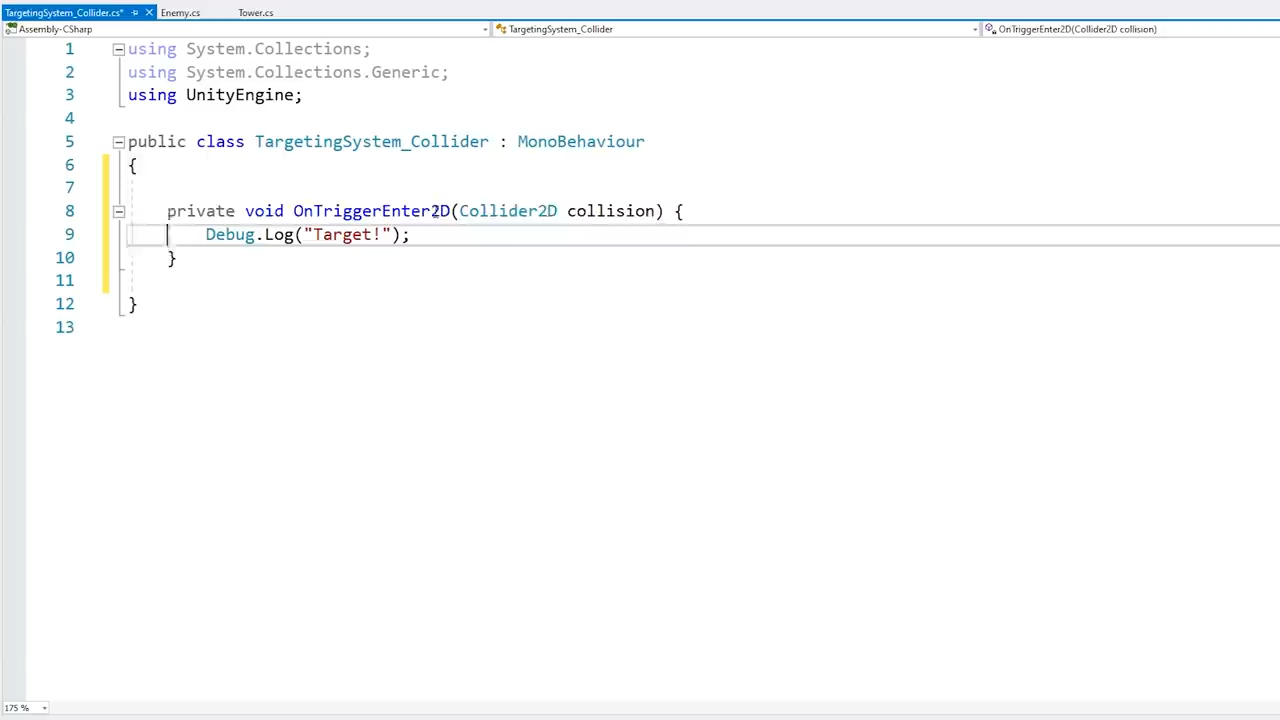 TargetingSystem_Collider.cs* Enemy.cs Tower.cs
Assembly-CSharp TargetingSystem_Collider OnTriggerEnter2D(Collider2D collision)
1 using System.Collections;
2 using System.Collections.Generic;
3 using UnityEngine;
4
5 public class TargetingSystem_Collider : MonoBehaviour
6 {
7
8 private void OnTriggerEnter2D(Collider2D collision) {
9 Debug.Log("Target!");
10 }
11
12 }
13
175 %